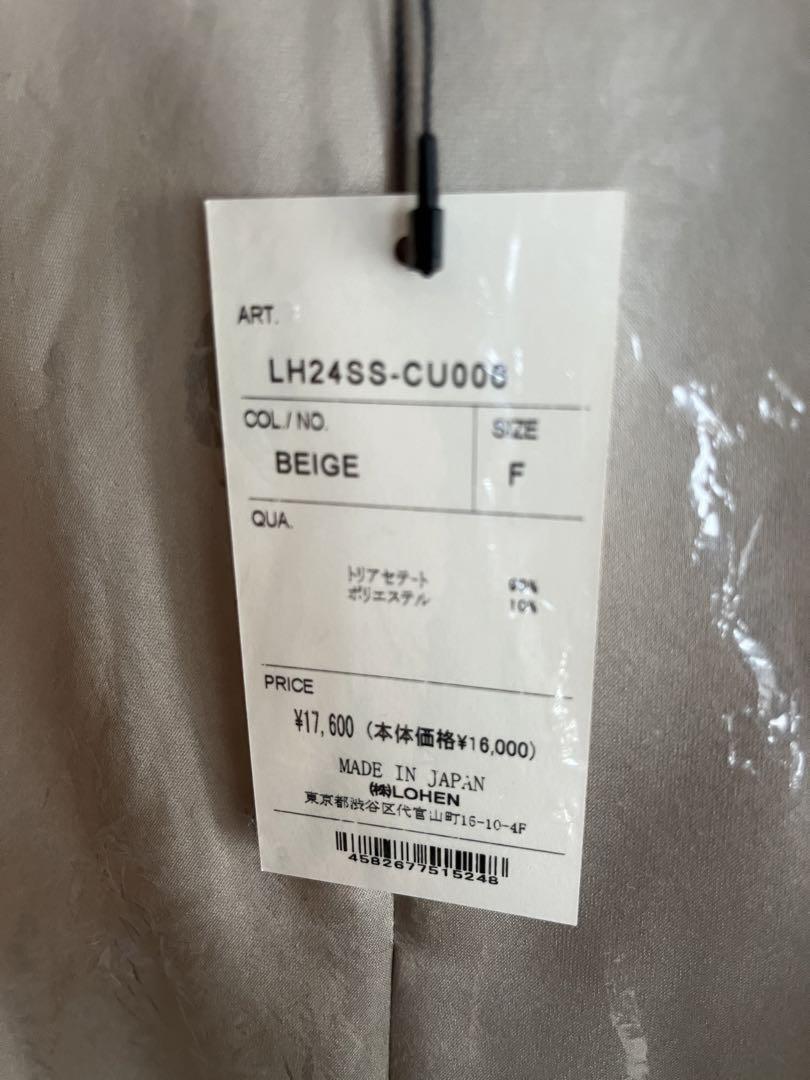 ART.
LH24SS-CU008
COL./NO.
SIZE
BEIGE
F
QUA.
トリアセテート
ポリエステル 10%
PRICE
¥17,600 (本体価格¥16,000)
MADE IN JAPAN
㈱LOHEN
東京都渋谷区代官山町16-10-4F
4582677515248